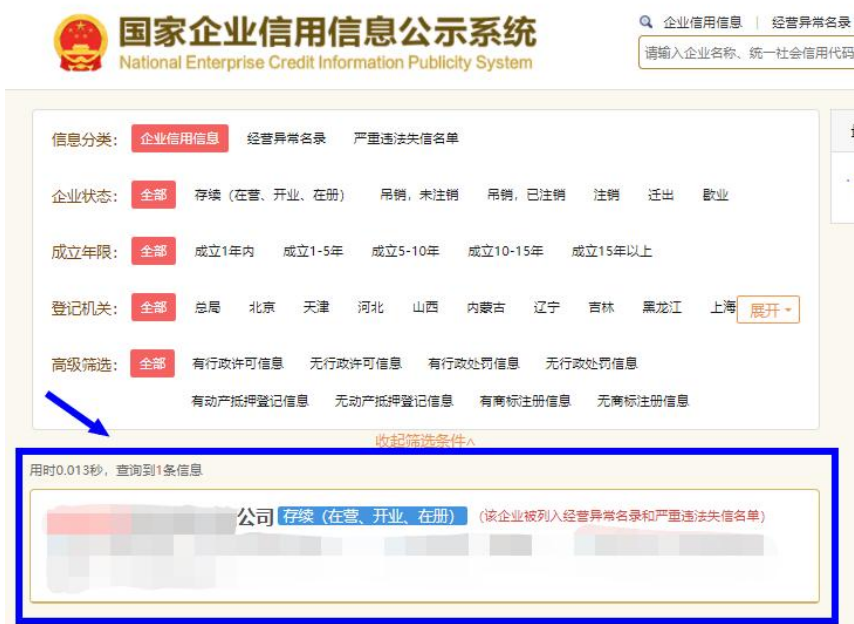 国家企业信用信息公示系统
National Enterprise Credit Information Publicity System
企业信用信息 | 经营异常名录
请输入企业名称、统一社会信用代码
信息分类: 企业信用信息 经营异常名录 严重违法失信名单
企业状态: 全部 存续（在营、开业、在册） 吊销，未注销 吊销，已注销 注销 迁出 歇业
成立年限: 全部 成立1年内 成立1-5年 成立5-10年 成立10-15年 成立15年以上
登记机关: 全部 总局 北京 天津 河北 山西 内蒙古 辽宁 吉林 黑龙江 上海 展开
高级筛选: 全部 有行政许可信息 无行政许可信息 有行政处罚信息 无行政处罚信息
有动产抵押登记信息 无动产抵押登记信息 有商标注册信息 无商标注册信息
收起筛选条件
用时0.013秒，查询到1条信息
公司 存续（在营、开业、在册） （该企业被列入经营异常名录和严重违法失信名单）